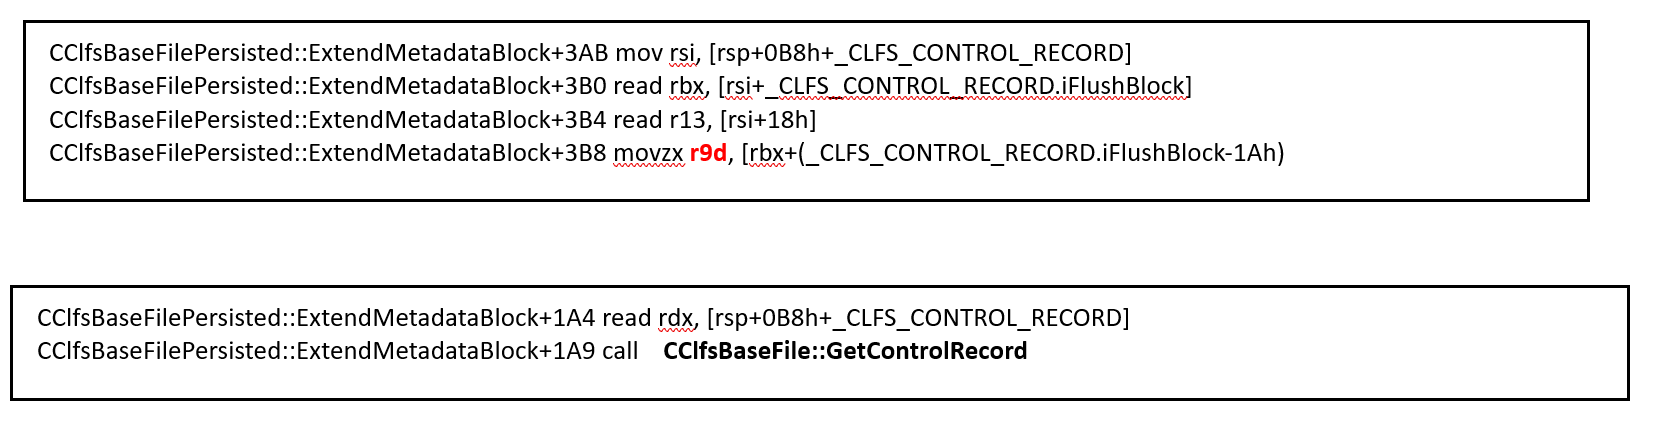 CClfsBaseFilePersisted::ExtendMetadataBlock+3AB mov rsi, [rsp+0B8h+_CLFS_CONTROL_RECORD]
CClfsBaseFilePersisted::ExtendMetadataBlock+3B0 read rbx, [rsi+_CLFS_CONTROL_RECORD.iFlushBlock]
CClfsBaseFilePersisted::ExtendMetadataBlock+3B4 read r13, [rsi+18h]
CClfsBaseFilePersisted::ExtendMetadataBlock+3B8 movzx r9d, [rbx+(_CLFS_CONTROL_RECORD.iFlushBlock-1Ah)
CClfsBaseFilePersisted::ExtendMetadataBlock+1A4 read rdx, [rsp+0B8h+_CLFS_CONTROL_RECORD]
CClfsBaseFilePersisted::ExtendMetadataBlock+1A9 call CClfsBaseFile::GetControlRecord